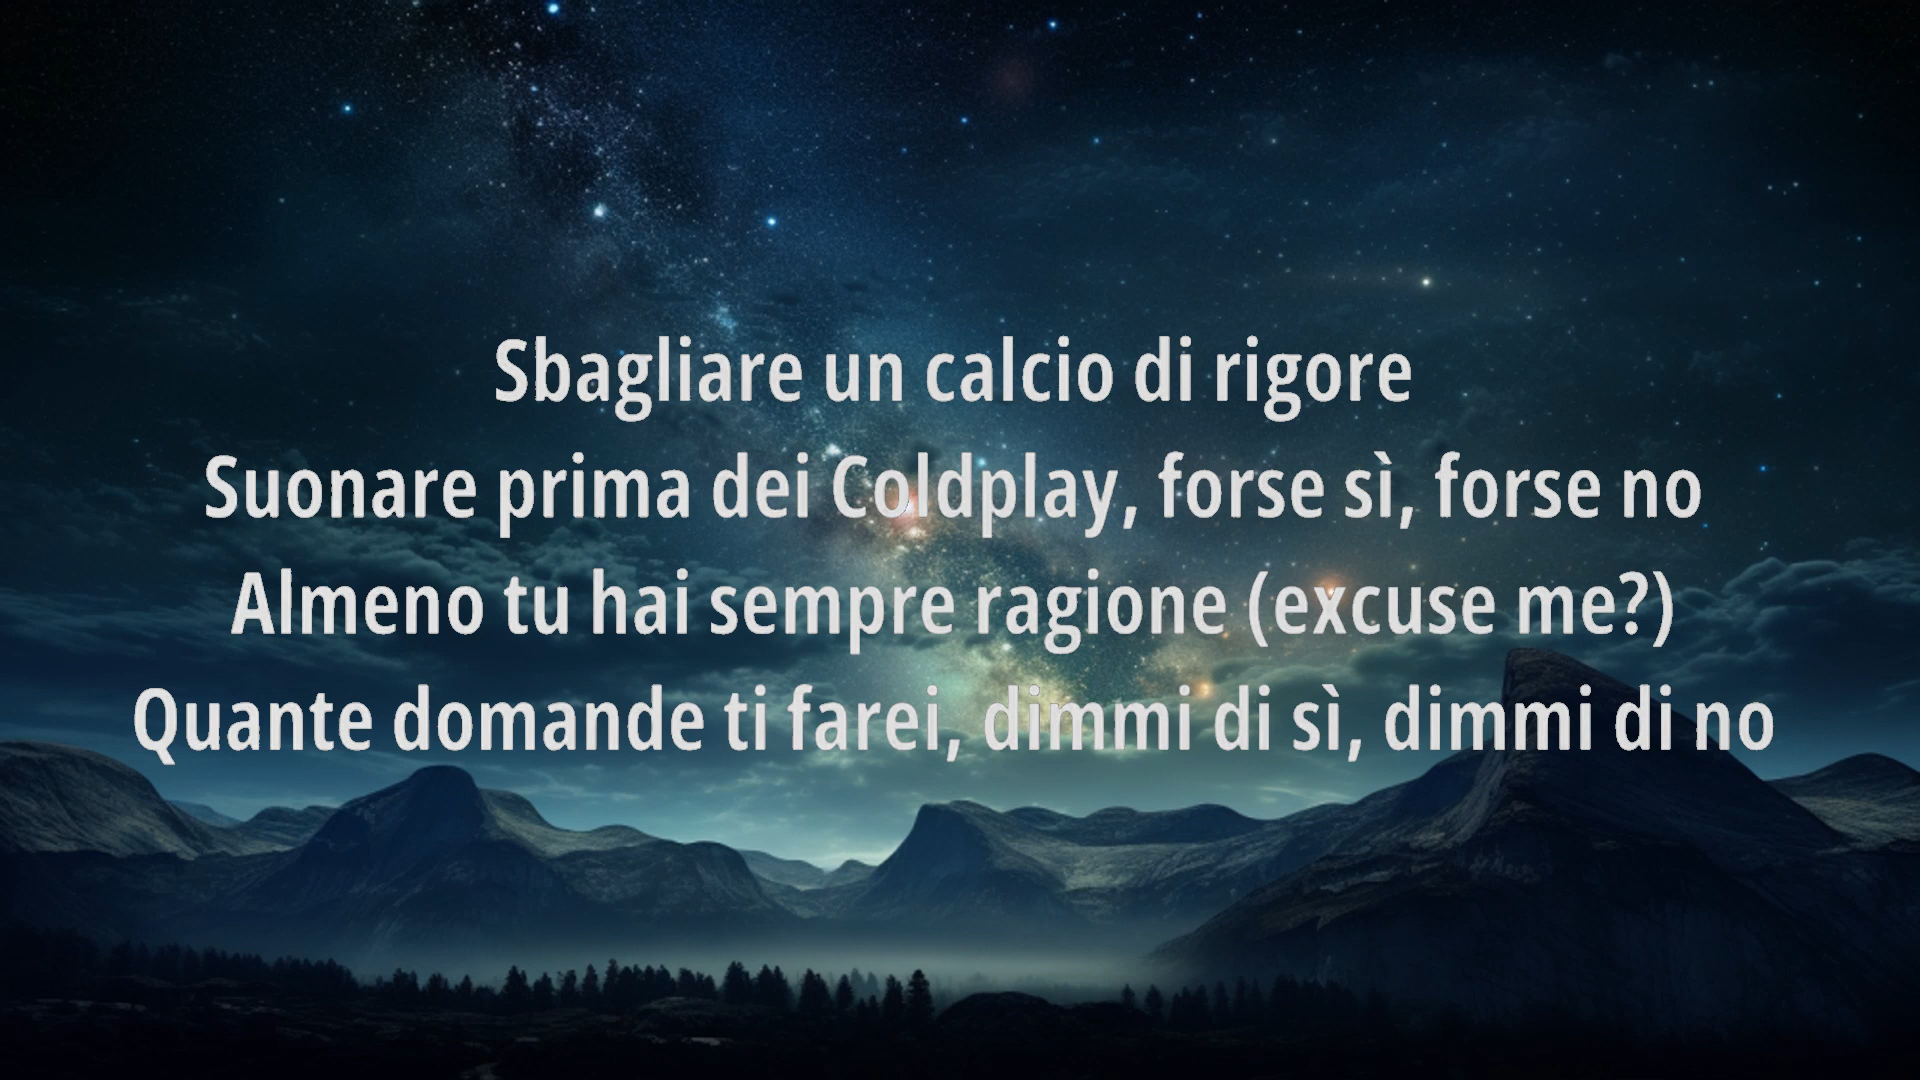 Sbagliare un calcio di rigore
Suonare prima dei Coldplay, forse sì, forse no
Almeno tu hai sempre ragione (excuse me?)
Quante domande ti farei, dimmi di sì, dimmi di no